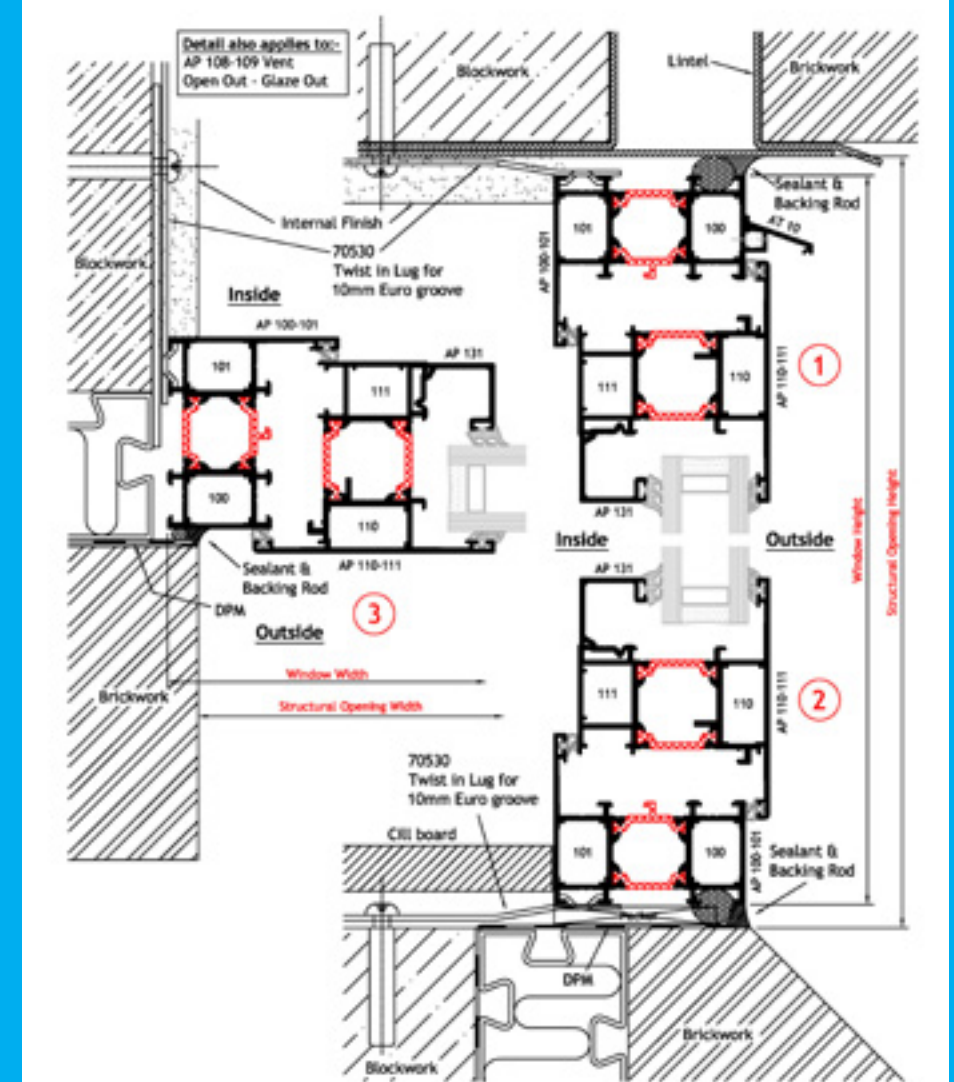 Detail also applies to:-
AP 108-109 Vent
Open Out - Glaze Out
Blockwork
Lintel
Brickwork
Sealant &
Backing Rod
AT 10
Internal Finish
70530
Twist in Lug for
10mm Euro groove
Blockwork
Inside
AP 100-101
101
100
AP 131
111
110
AP 110-111
Sealant &
Backing Rod
DPM
3
Outside
Brickwork
Window Width
Structural Opening Width
101
100
AP 100-101
111
110
AP 110-111
1
AP 131
Inside
Outside
Window Height
Structural Opening Height
AP 131
111
110
AP 110-111
2
70530
Twist in Lug for
10mm Euro groove
Cill board
101
100
AP 100-101
Sealant &
Backing Rod
Packer
DPM
Blockwork
Brickwork